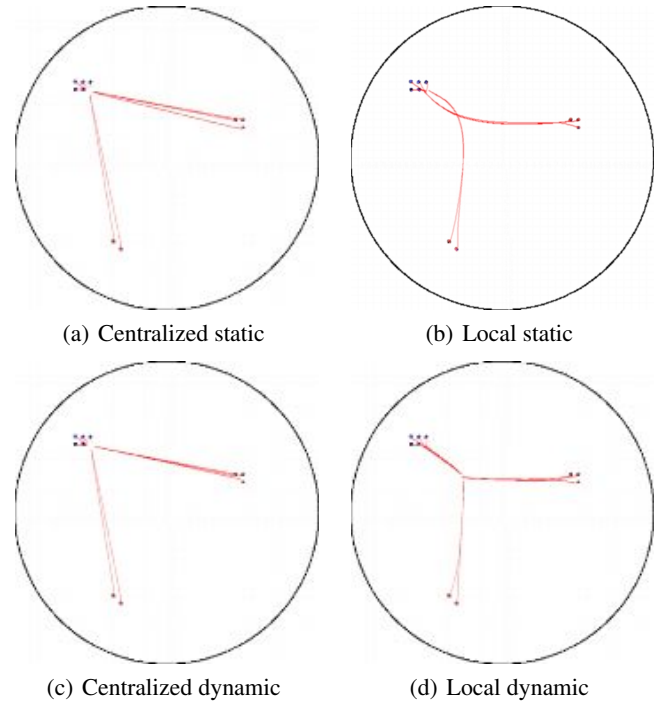 (a) Centralized static
(b) Local static
(c) Centralized dynamic
(d) Local dynamic